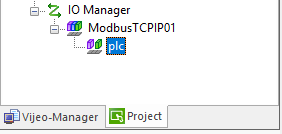 IO Manager
ModbusTCPIP01
plc
Vijeo-Manager Project